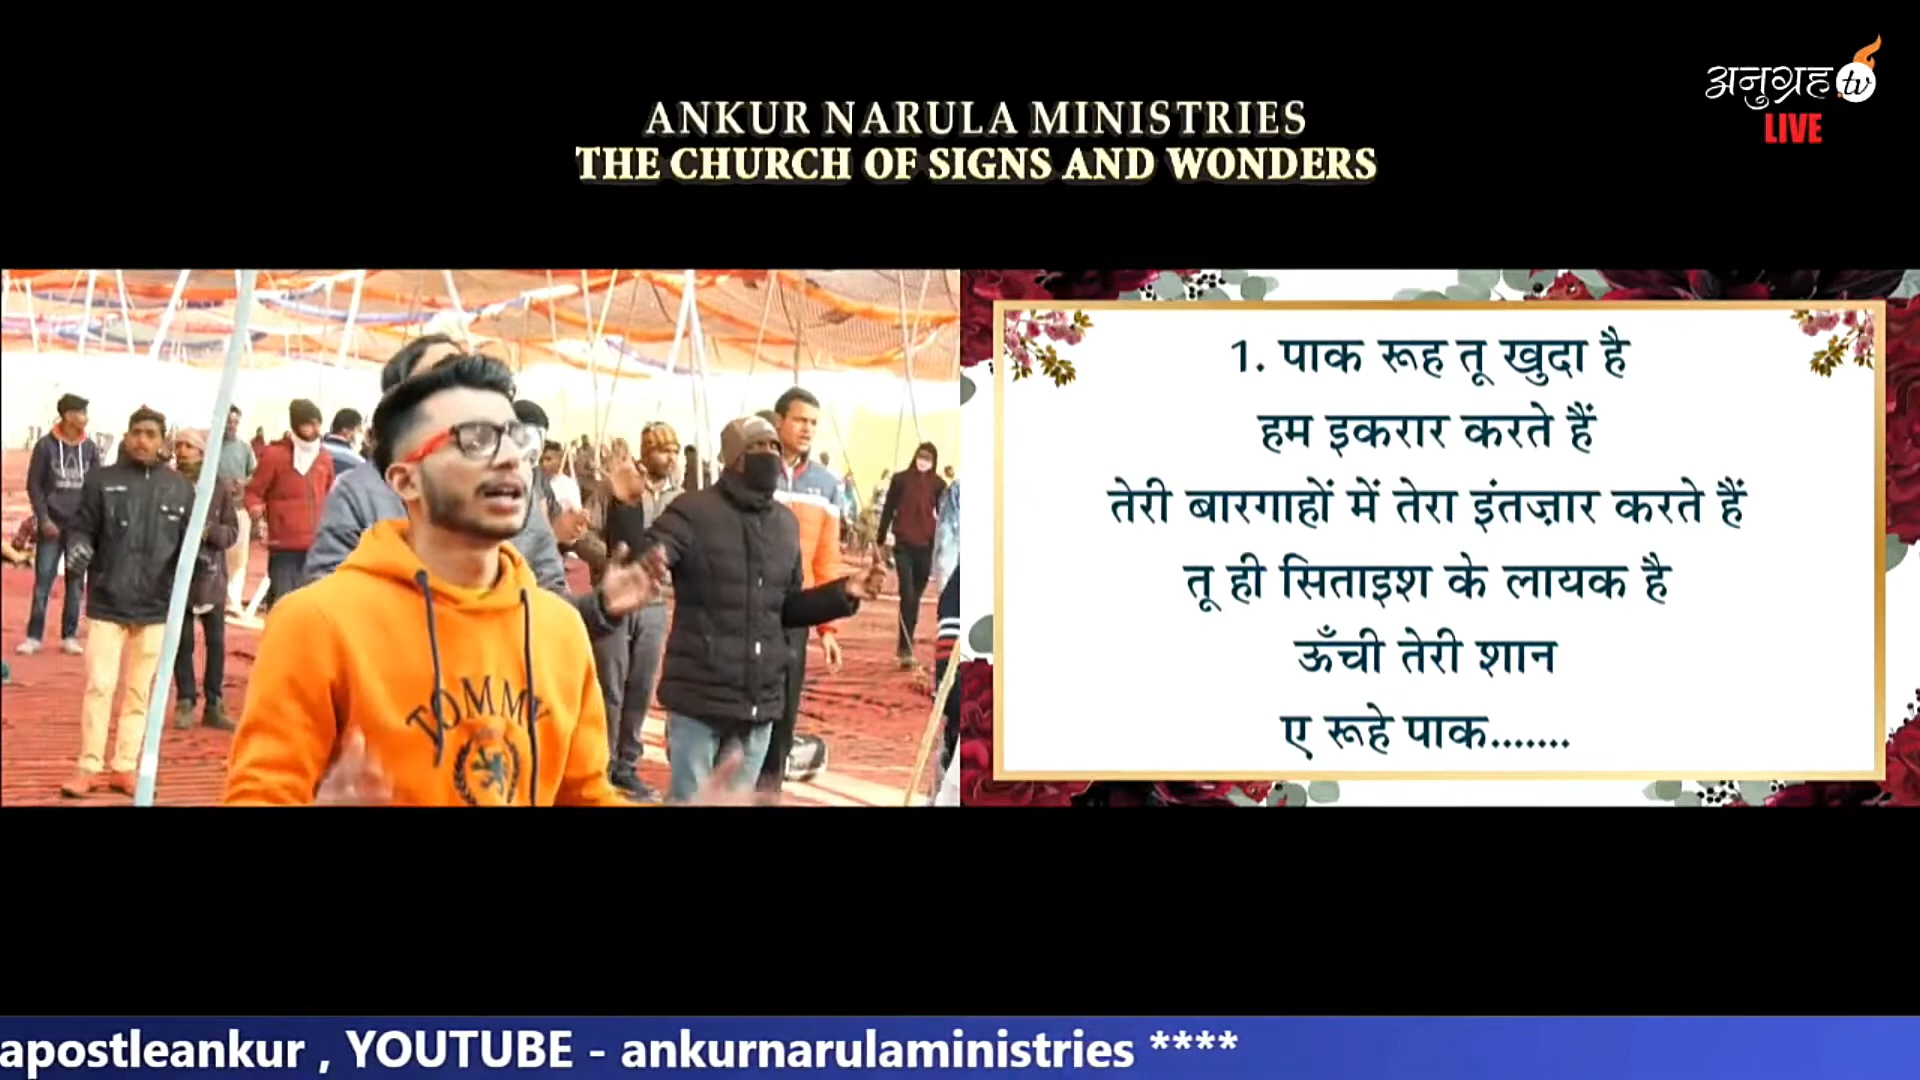 ANKUR NARULA MINISTRIES
THE CHURCH OF SIGNS AND WONDERS
अनुग्रह tv
LIVE
TOMMY
1. पाक रूह तू खुदा है
हम इकरार करते हैं
तेरी बारगाहों में तेरा इंतज़ार करते हैं
तू ही सिताइश के लायक है
ऊँची तेरी शान
ए रूहे पाक.......
apostleankur , YOUTUBE - ankurnarulaministries ****